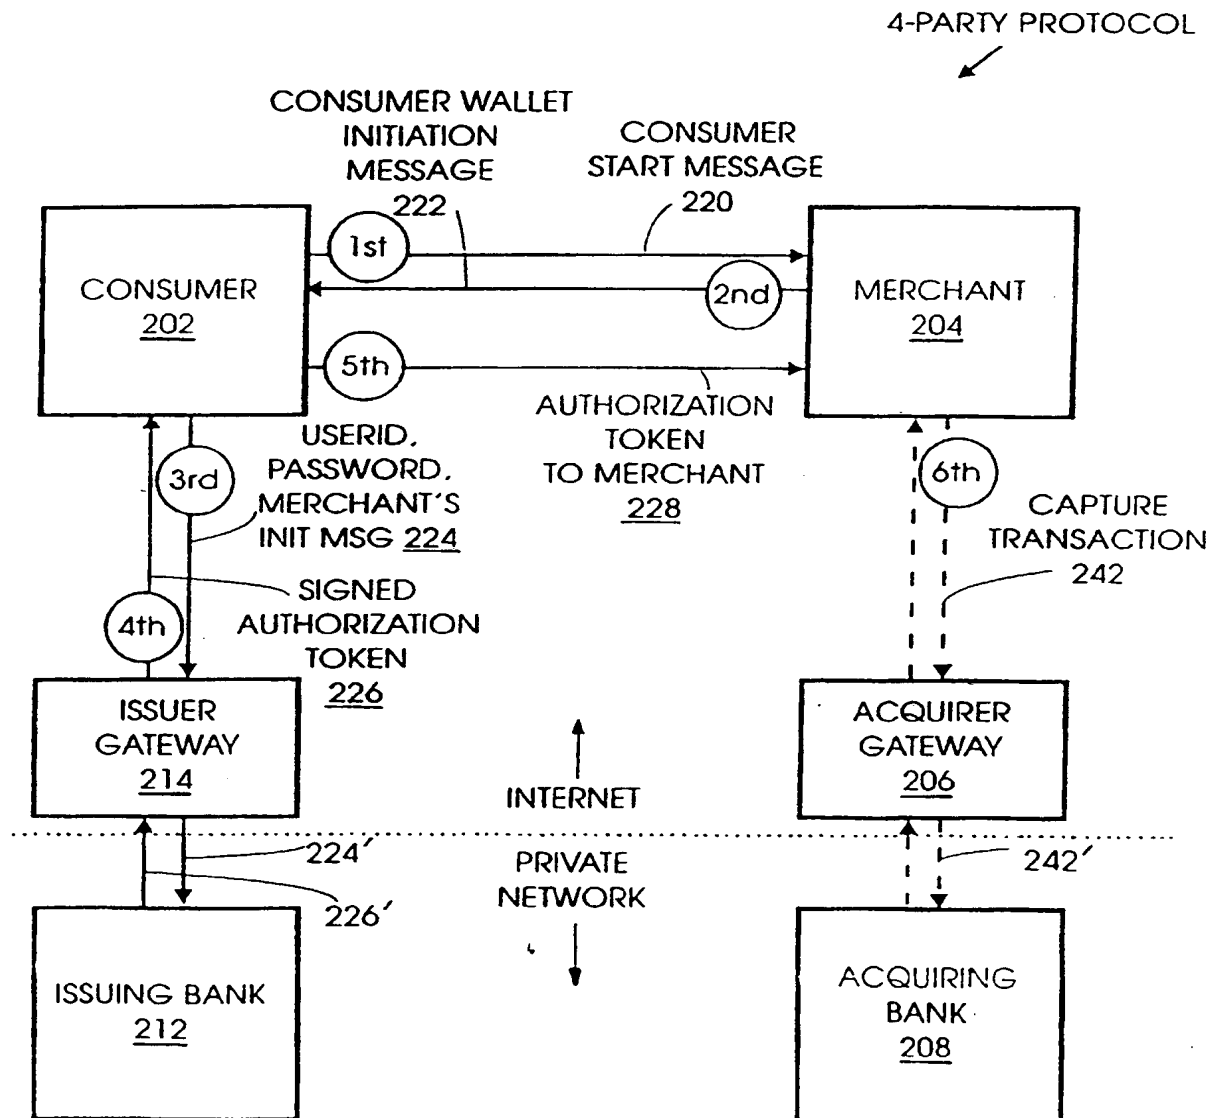 4-PARTY PROTOCOL
CONSUMER WALLET
INITIATION
MESSAGE
222
CONSUMER
START MESSAGE
220
CONSUMER
202
1st
2nd
5th
MERCHANT
204
AUTHORIZATION
TOKEN
TO MERCHANT
228
USERID,
PASSWORD,
MERCHANT'S
INIT MSG 224
3rd
SIGNED
AUTHORIZATION
TOKEN
226
4th
6th
CAPTURE
TRANSACTION
242
ISSUER
GATEWAY
214
INTERNET
ACQUIRER
GATEWAY
206
224'
226'
PRIVATE
NETWORK
242'
ISSUING BANK
212
ACQUIRING
BANK
208